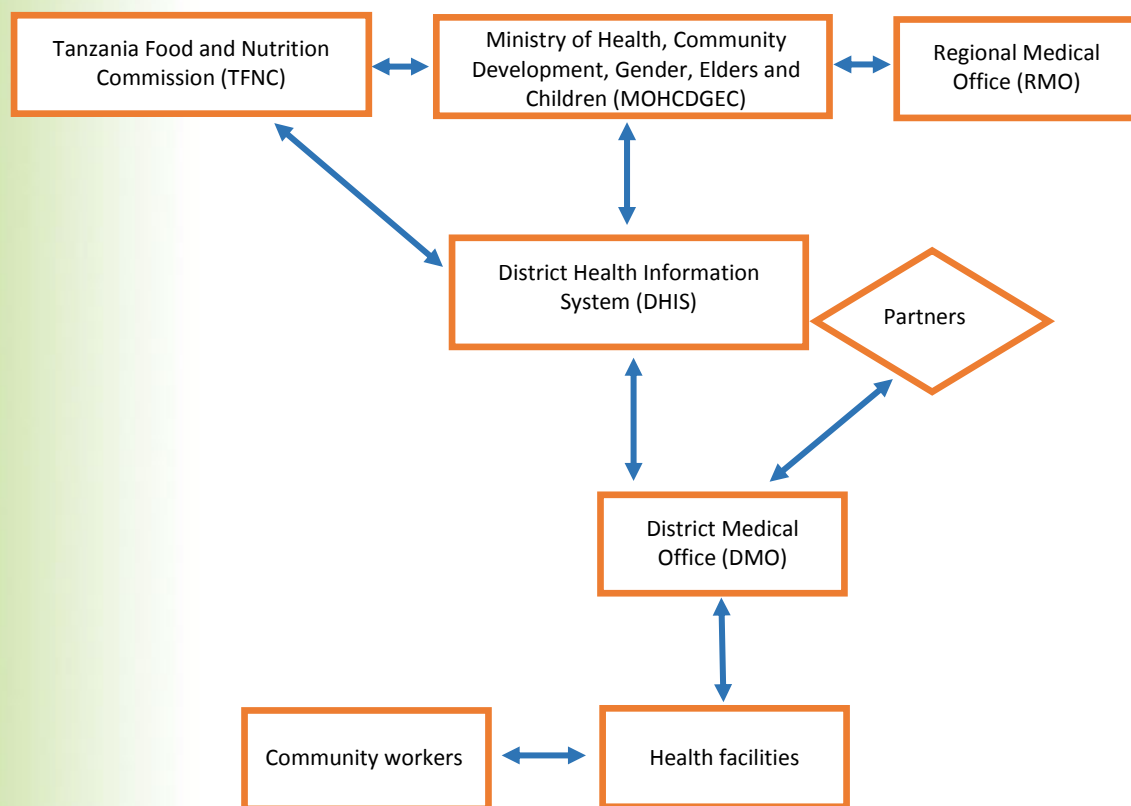 Tanzania Food and Nutrition
Commission (TFNC)
Ministry of Health, Community
Development, Gender, Elders and
Children (MOHCDGEC)
Regional Medical
Office (RMO)
District Health Information
System (DHIS)
Partners
District Medical
Office (DMO)
Community workers
Health facilities